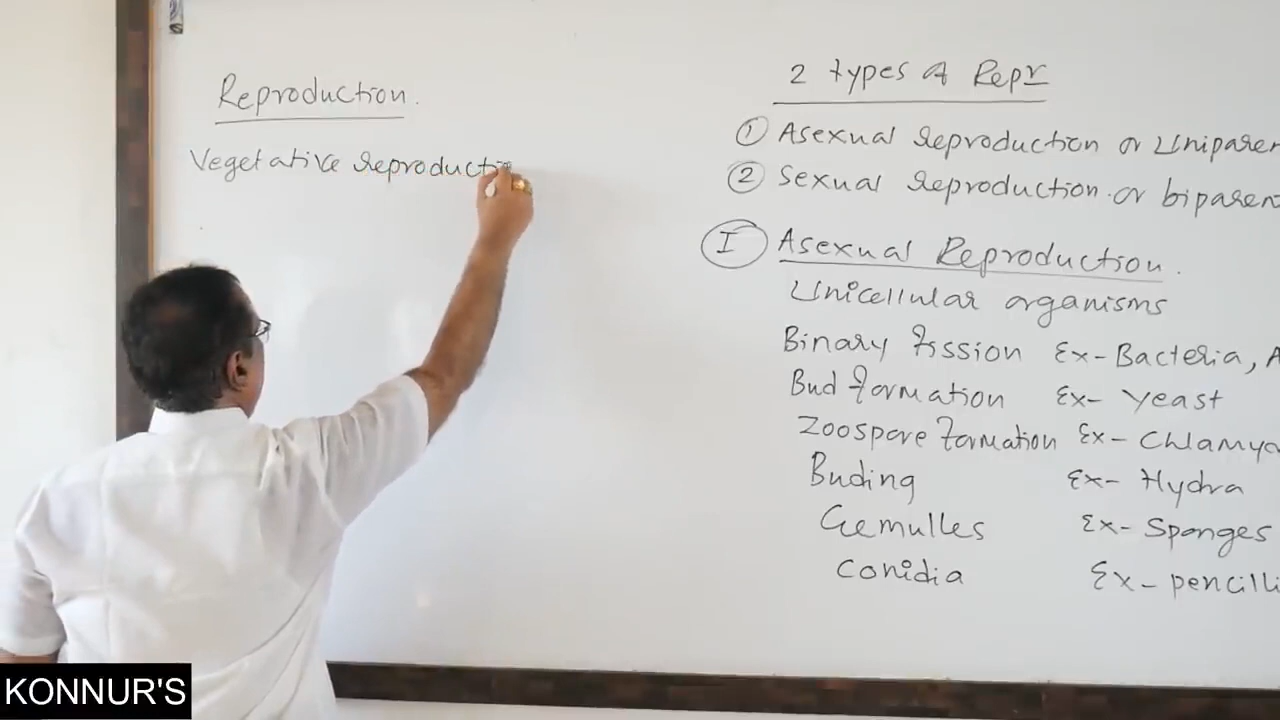 Reproduction.
Vegetative reproducti
2 types of Repr
① Asexual reproduction or Uniparen
② Sexual reproduction or biparen
I Asexual Reproduction.
Unicellular organisms
Binary fission Ex- Bacteria, A
Bud formation Ex- Yeast
Zoospore formation Ex- Chlamyd
Buding Ex- Hydra
Gemulles Ex- Sponges
Conidia Ex- pencilli
KONNUR'S